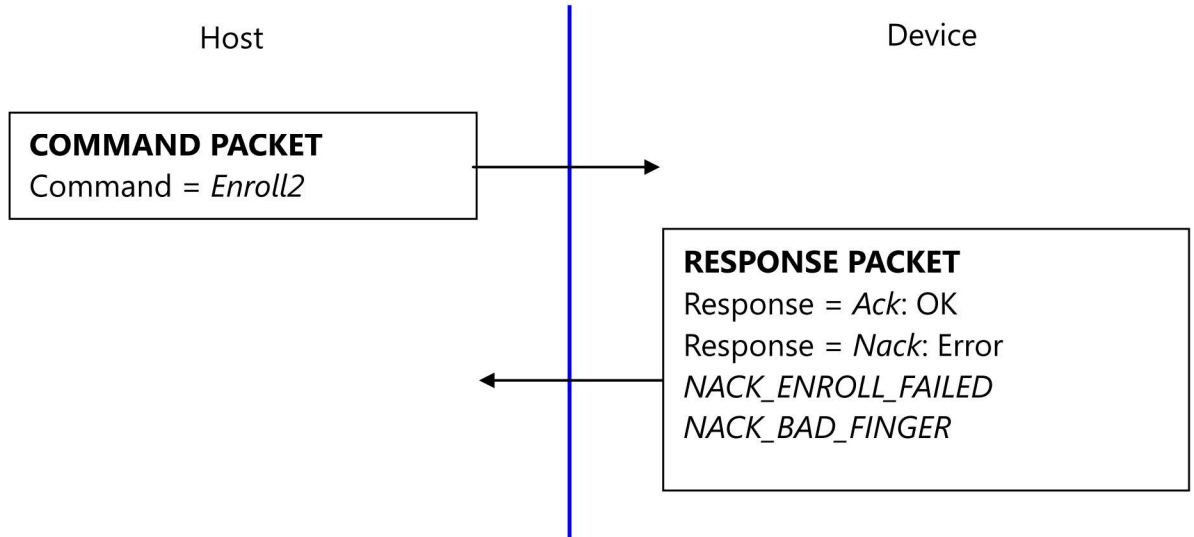 Host
Device
COMMAND PACKET
Command = Enroll2
RESPONSE PACKET
Response = Ack: OK
Response = Nack: Error
NACK_ENROLL_FAILED
NACK_BAD_FINGER